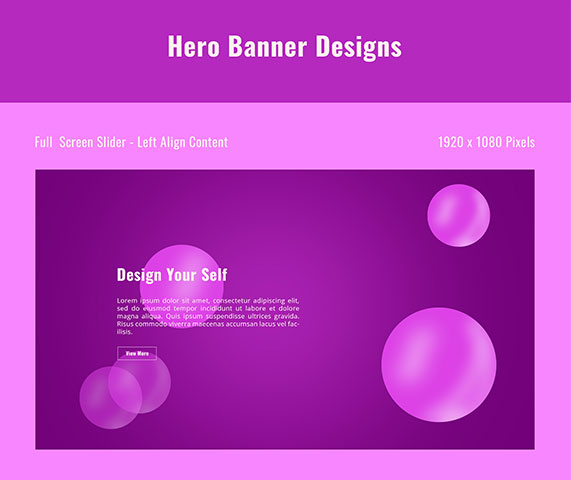 Hero Banner Designs
Full Screen Slider - Left Align Content
1920 x 1080 Pixels
Design Your Self
Lorem ipsum dolor sit amet, consectetur adipiscing elit,
sed do eiusmod tempor incididunt ut labore et dolore
magna aliqua. Quis ipsum suspendisse ultrices gravida.
Risus commodo viverra maecenas accumsan lacus vel fac-
ilisis.
View More